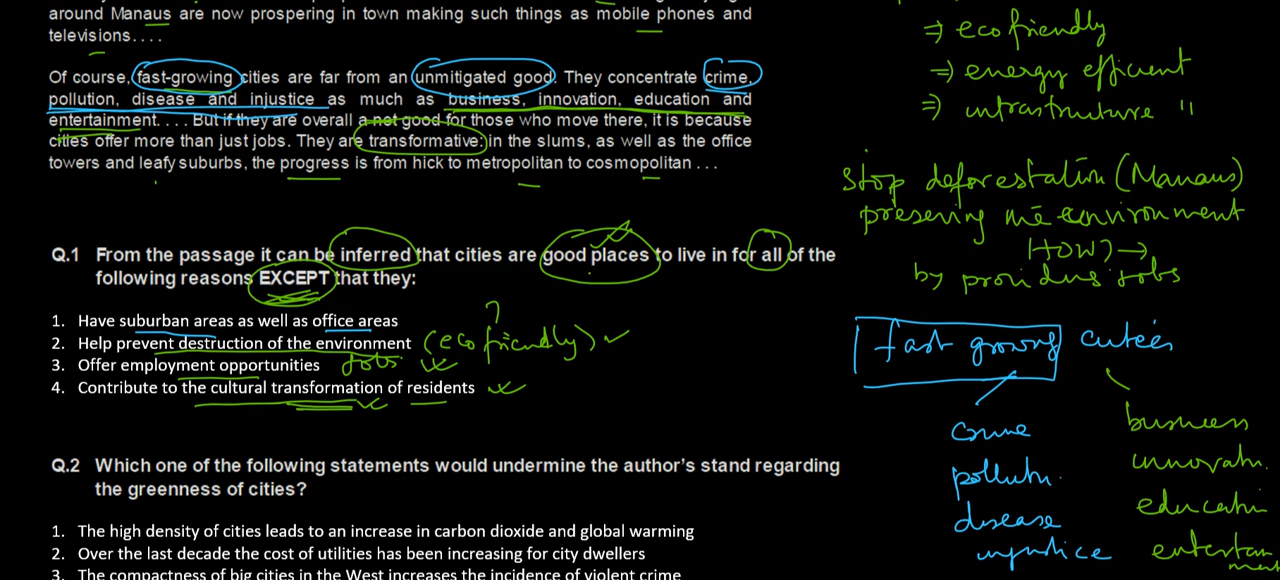 around Manaus are now prospering in town making such things as mobile phones and
televisions....
Of course, fast-growing cities are far from an unmitigated good. They concentrate crime,
pollution, disease and injustice as much as business, innovation, education and
entertainment.... But if they are overall a net good for those who move there, it is because
cities offer more than just jobs. They are transformative: in the slums, as well as the office
towers and leafy suburbs, the progress is from hick to metropolitan to cosmopolitan ...
Q.1 From the passage it can be inferred that cities are good places to live in for all of the
following reasons EXCEPT that they:
1. Have suburban areas as well as office areas ?
2. Help prevent destruction of the environment (eco friendly)
3. Offer employment opportunities Jobs
4. Contribute to the cultural transformation of residents
Q.2 Which one of the following statements would undermine the author's stand regarding
the greenness of cities?
1. The high density of cities leads to an increase in carbon dioxide and global warming
2. Over the last decade the cost of utilities has been increasing for city dwellers
3. The compactness of big cities in the West increases the incidence of violent crime
⇒ eco friendly
⇒ energy efficient
⇒ infrastruture "
stop deforestation (Manaus)
preserving the environment
HOW? →
by providing jobs
fast growing cities
crime
pollutn.
disease
injustice
business
innovatn.
education
entertain
ment